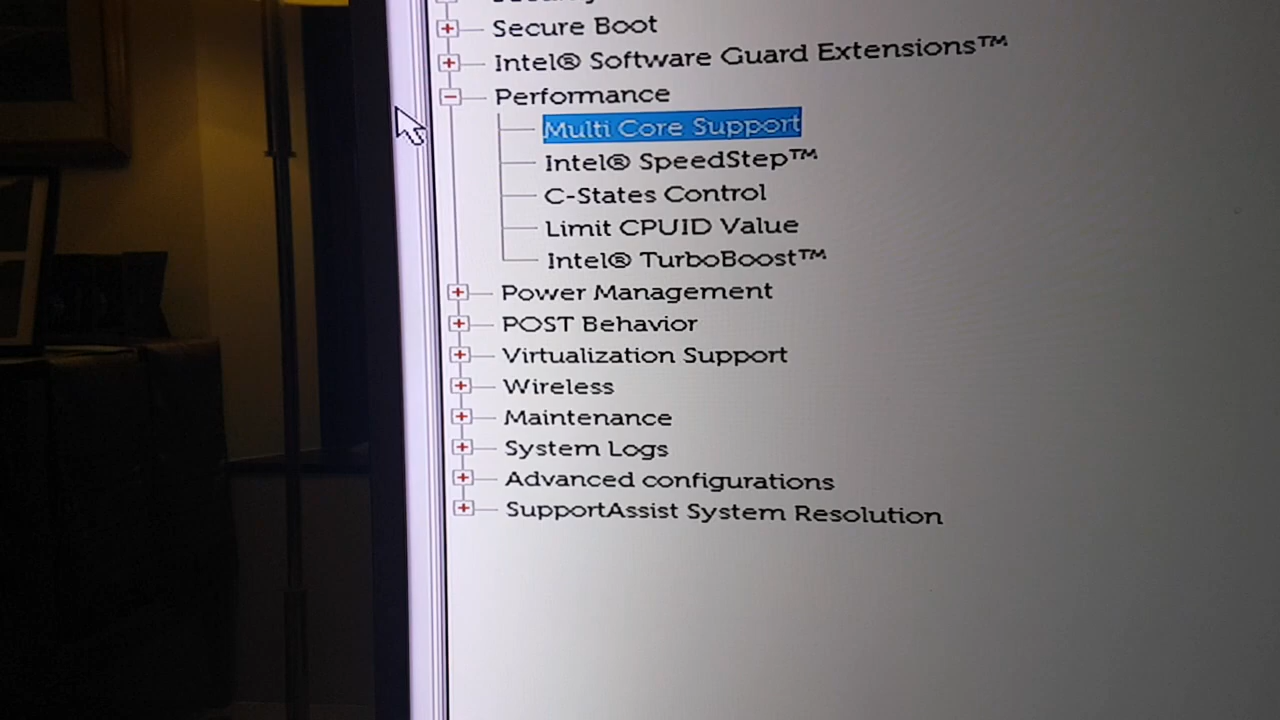 Secure Boot
Intel® Software Guard Extensions™
Performance
Multi Core Support
Intel® SpeedStep™
C-States Control
Limit CPUID Value
Intel® TurboBoost™
Power Management
POST Behavior
Virtualization Support
Wireless
Maintenance
System Logs
Advanced configurations
SupportAssist System Resolution